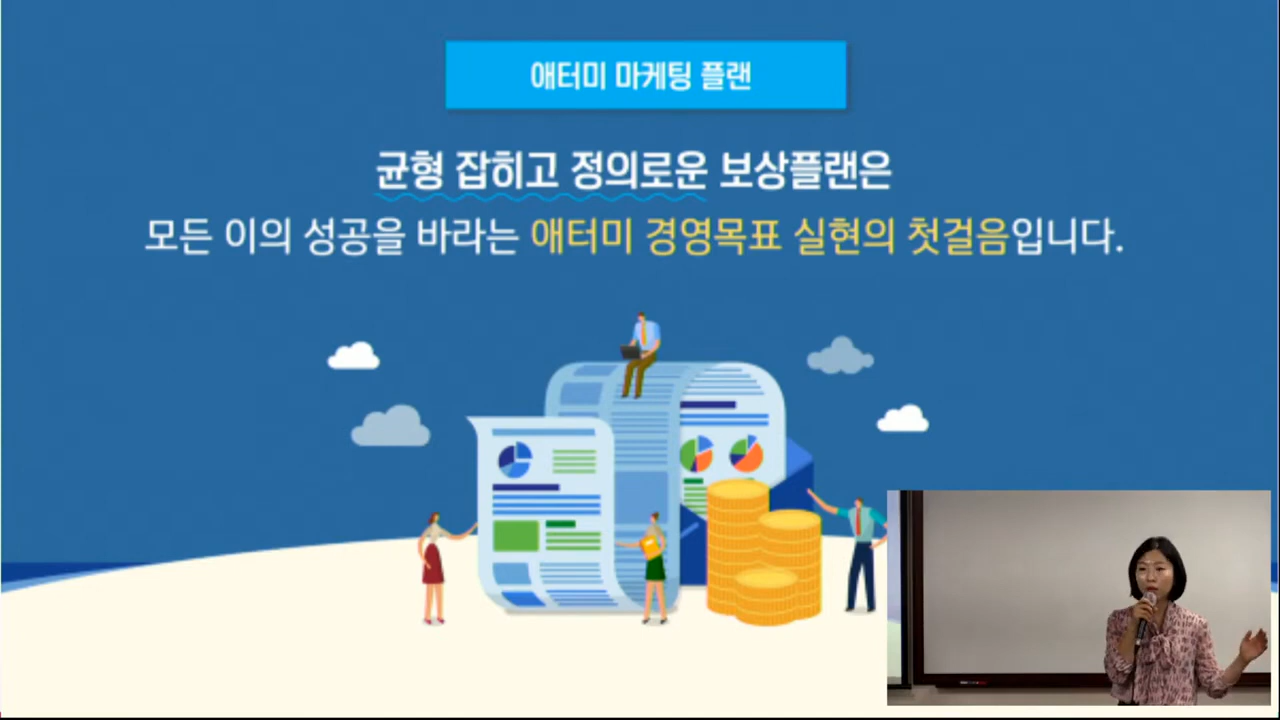 애터미 마케팅 플랜
균형 잡히고 정의로운 보상플랜은
모든 이의 성공을 바라는 애터미 경영목표 실현의 첫걸음입니다.